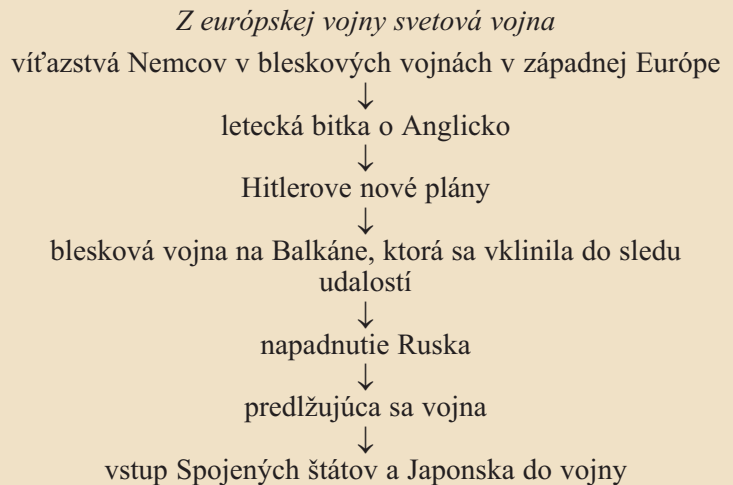 Z európskej vojny svetová vojna
víťazstvá Nemcov v bleskových vojnách v západnej Európe
↓
letecká bitka o Anglicko
↓
Hitlerove nové plány
↓
blesková vojna na Balkáne, ktorá sa vklinila do sledu
udalostí
↓
napadnutie Ruska
↓
predlžujúca sa vojna
↓
vstup Spojených štátov a Japonska do vojny